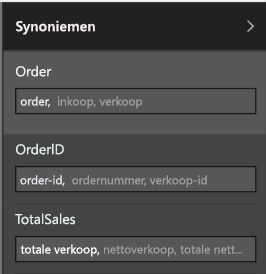 Synoniemen
Order
order, inkoop, verkoop
OrderID
order-id, ordernummer, verkoop-id
TotalSales
totale verkoop, nettoverkoop, totale nett...